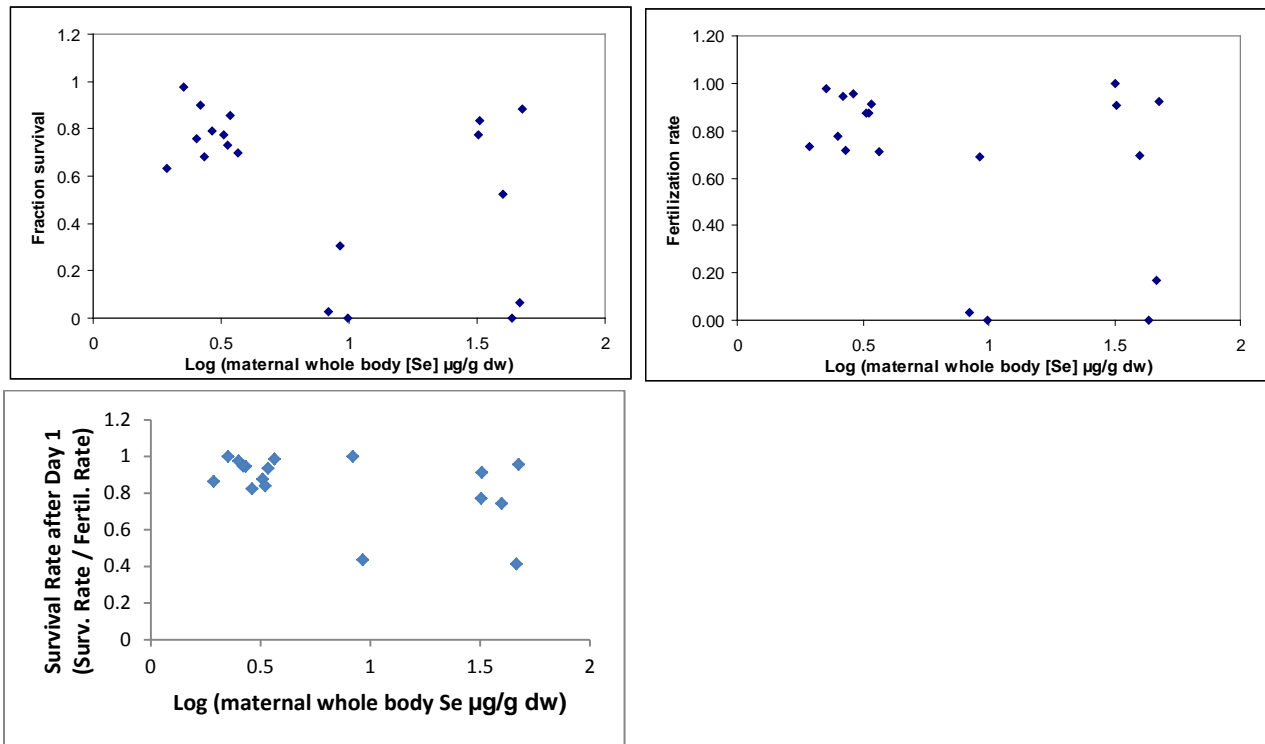 Fraction survival
1.2
1
0.8
0.6
0.4
0.2
0
0 0.5 1 1.5 2
Log (maternal whole body [Se] µg/g dw)
Fertilization rate
1.20
1.00
0.80
0.60
0.40
0.20
0.00
0 0.5 1 1.5 2
Log (maternal whole body [Se] µg/g dw)
Survival Rate after Day 1
(Surv. Rate / Fertil. Rate)
1.2
1
0.8
0.6
0.4
0.2
0
0 0.5 1 1.5 2
Log (maternal whole body Se µg/g dw)